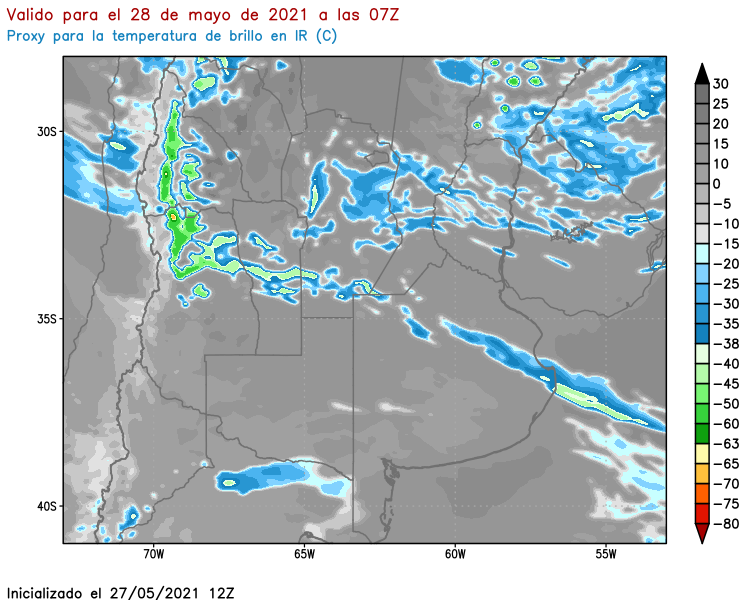 Valido para el 28 de mayo de 2021 a las 07Z
Proxy para la temperatura de brillo en IR (C)
30
25
20
15
10
0
−5
−10
−15
−20
−25
−30
−35
−38
−40
−45
−50
−60
−63
−65
−70
−73
−75
−80
30S
35S
40S
70W
65W
60W
55W
Inicializado el 27/05/2021 12Z